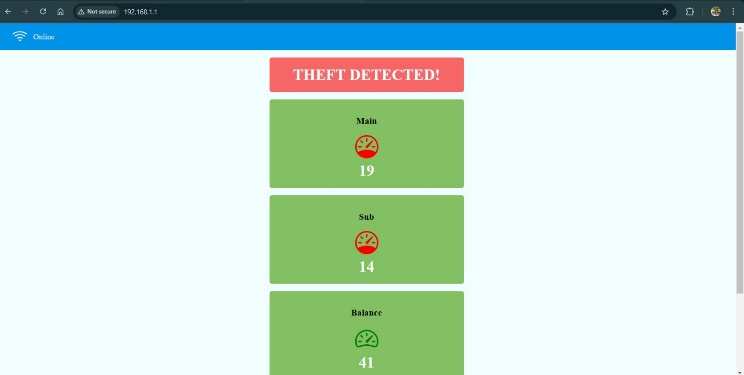 Not secure
192.168.1.1
Online
THEFT DETECTED!
Main
19
Sub
14
Balance
41